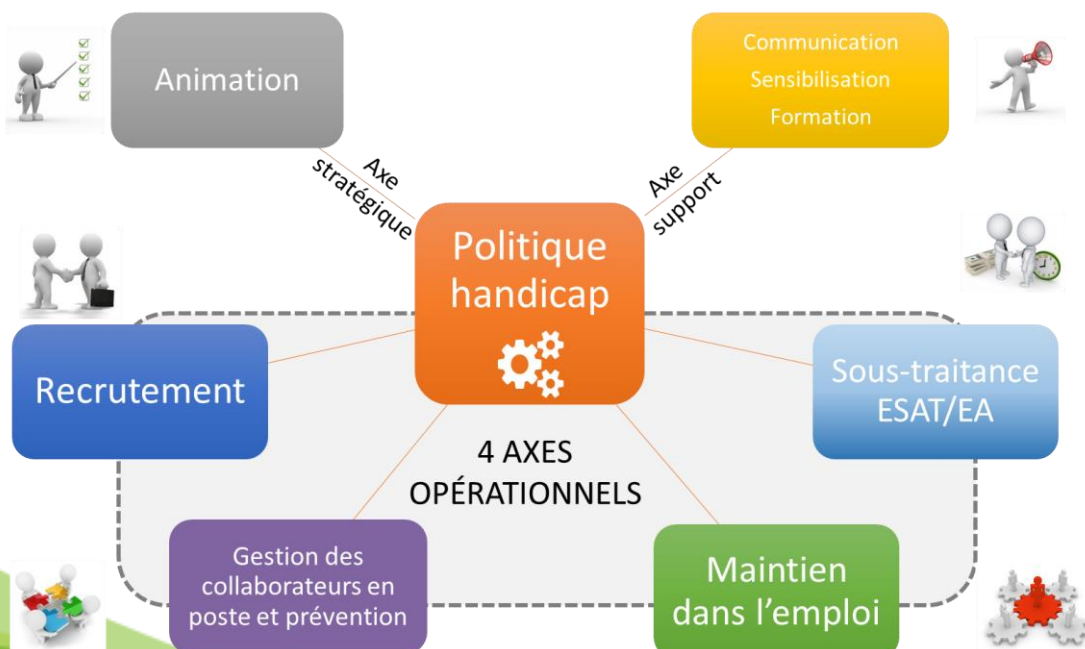 Animation
Communication
Sensibilisation
Formation
Axe
stratégique
Axe
support
Politique
handicap
Recrutement
Sous-traitance
ESAT/EA
4 AXES
OPÉRATIONNELS
Gestion des
collaborateurs en
poste et prévention
Maintien
dans l’emploi